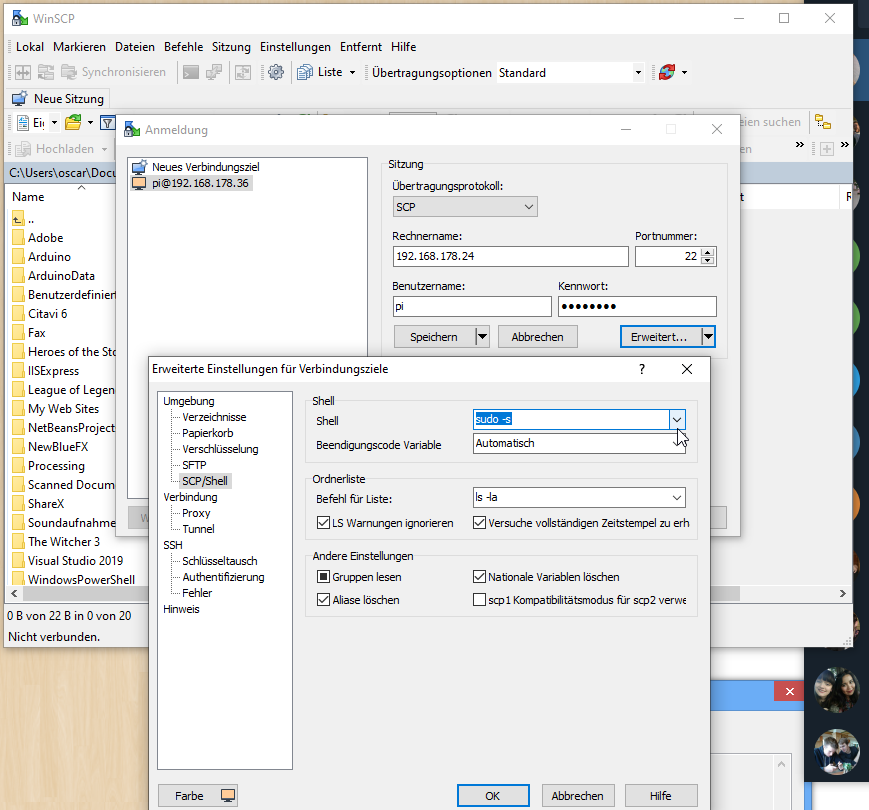 WinSCP
Lokal Markieren Dateien Befehle Sitzung Einstellungen Entfernt Hilfe
Synchronisieren Liste Übertragungsoptionen Standard
Neue Sitzung
Eig
Hochladen
C:\Users\oscar\Docu
Name
..
Adobe
Arduino
ArduinoData
Benutzerdefiniert
Citavi 6
Fax
Heroes of the Sto
IISExpress
League of Legen
My Web Sites
NetBeansProject
NewBlueFX
Processing
Scanned Docum
ShareX
Soundaufnahme
The Witcher 3
Visual Studio 2019
WindowsPowerShell
0 B von 22 B in 0 von 20
Nicht verbunden.
eien suchen
en
Anmeldung
Neues Verbindungsziel
pi@192.168.178.36
Sitzung
Übertragungsprotokoll:
SCP
Rechnername: Portnummer:
192.168.178.24 22
Benutzername: Kennwort:
pi ••••••••
Speichern Abbrechen Erweitert...
Erweiterte Einstellungen für Verbindungsziele ?
Umgebung
Verzeichnisse
Papierkorb
Verschlüsselung
SFTP
SCP/Shell
Verbindung
Proxy
Tunnel
SSH
Schlüsseltausch
Authentifizierung
Fehler
Hinweis
Shell
Shell sudo -s
Beendigungscode Variable Automatisch
Ordnerliste
Befehl für Liste: ls -la
LS Warnungen ignorieren Versuche vollständigen Zeitstempel zu erh
Andere Einstellungen
Gruppen lesen Nationale Variablen löschen
Aliase löschen scp1 Kompatibilitätsmodus für scp2 verwe
Farbe OK Abbrechen Hilfe